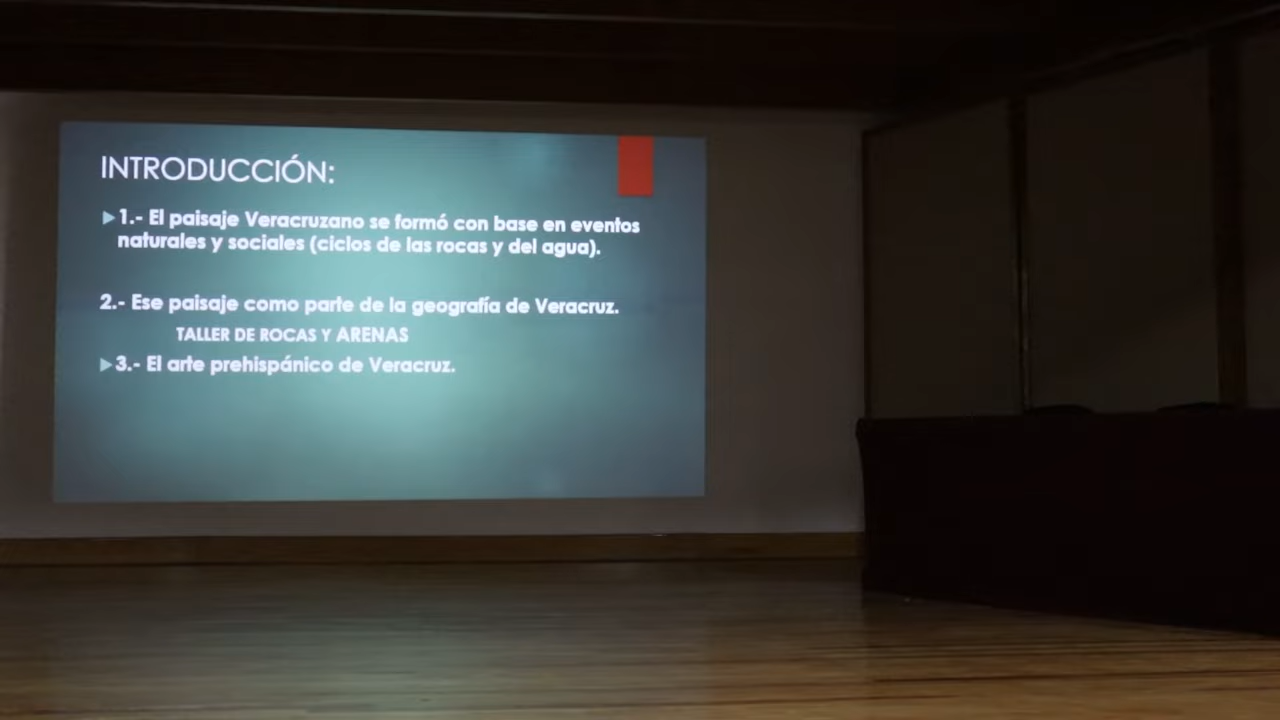 INTRODUCCIÓN:
1.- El paisaje Veracruzano se formó con base en eventos
naturales y sociales (ciclos de las rocas y del agua).
2.- Ese paisaje como parte de la geografía de Veracruz.
TALLER DE ROCAS Y ARENAS
3.- El arte prehispánico de Veracruz.